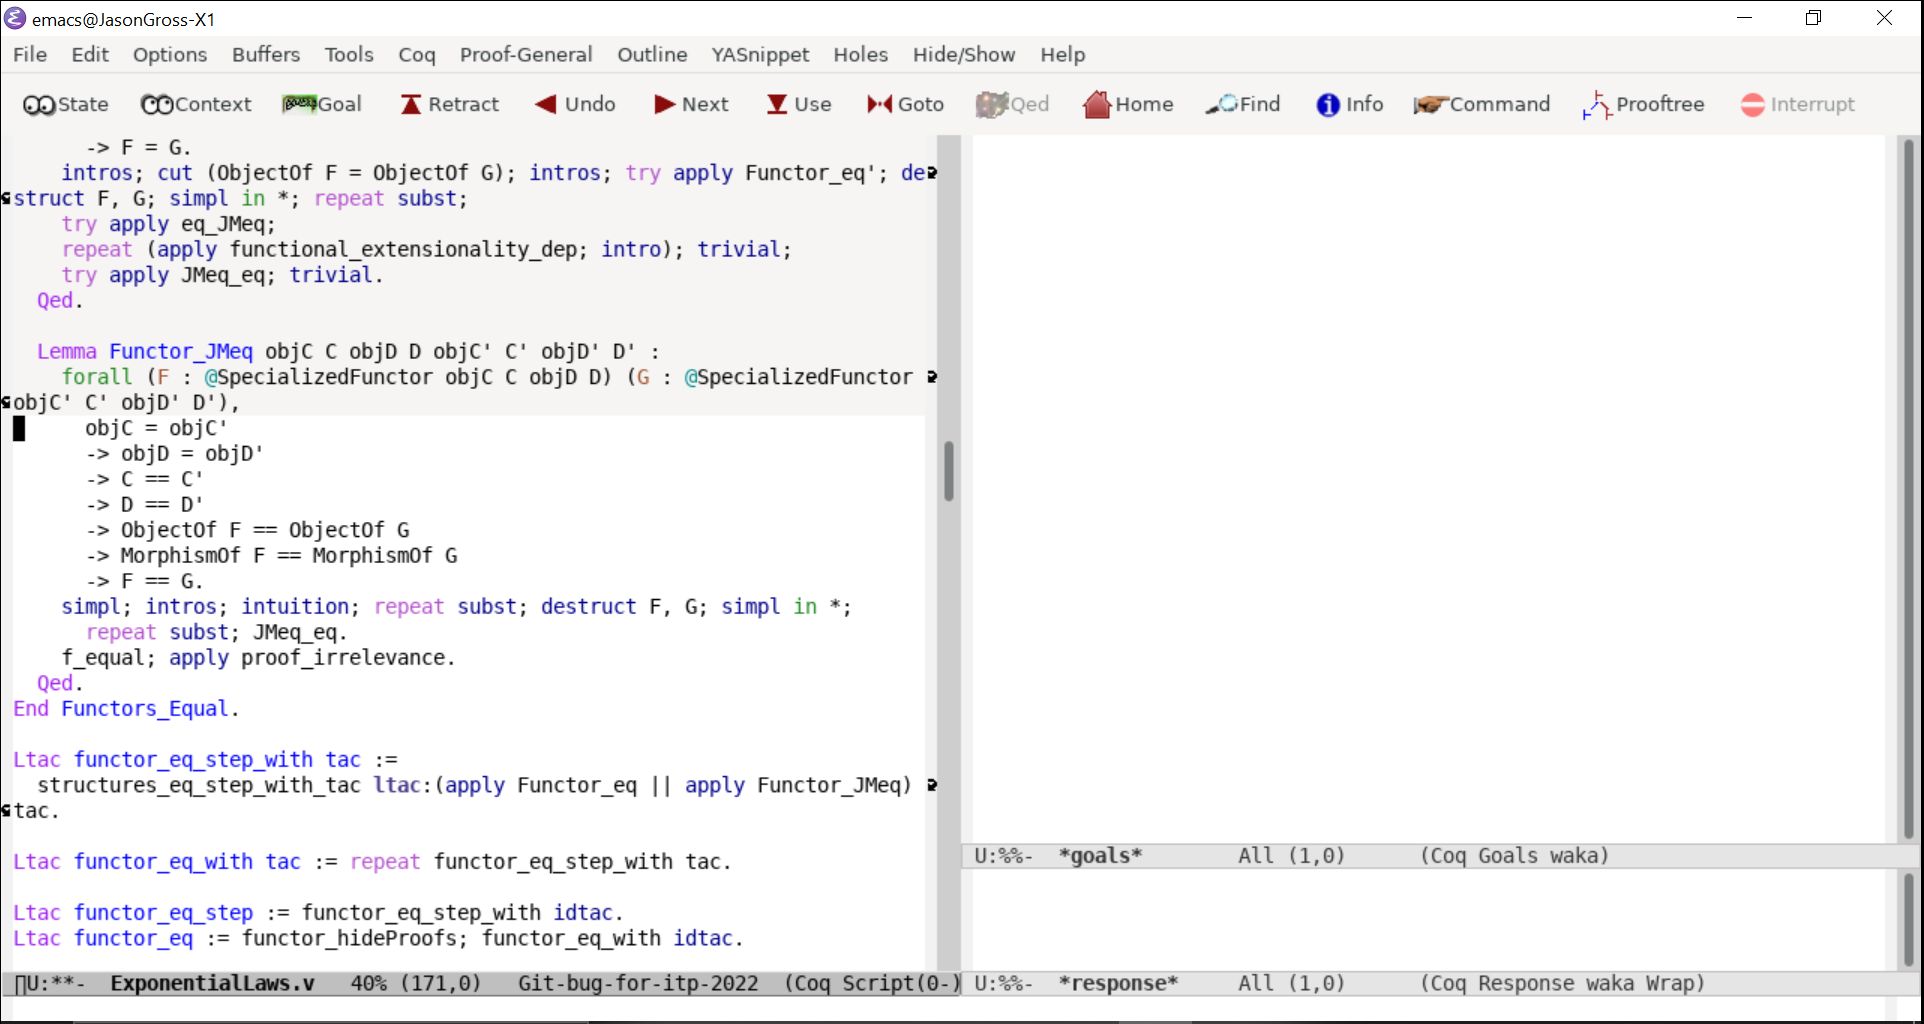 emacs@JasonGross-X1
File Edit Options Buffers Tools Coq Proof-General Outline YASnippet Holes Hide/Show Help
State Context Goal Retract Undo Next Use Goto Qed Home Find Info Command Prooftree Interrupt
-> F = G.
intros; cut (ObjectOf F = ObjectOf G); intros; try apply Functor_eq'; de
struct F, G; simpl in *; repeat subst;
try apply eq_JMeq;
repeat (apply functional_extensionality_dep; intro); trivial;
try apply JMeq_eq; trivial.
Qed.
Lemma Functor_JMeq objC C objD D objC' C' objD' D' :
forall (F : @SpecializedFunctor objC C objD D) (G : @SpecializedFunctor
objC' C' objD' D'),
objC = objC'
-> objD = objD'
-> C == C'
-> D == D'
-> ObjectOf F == ObjectOf G
-> MorphismOf F == MorphismOf G
-> F == G.
simpl; intros; intuition; repeat subst; destruct F, G; simpl in *;
repeat subst; JMeq_eq.
f_equal; apply proof_irrelevance.
Qed.
End Functors_Equal.
Ltac functor_eq_step_with tac :=
structures_eq_step_with_tac ltac:(apply Functor_eq || apply Functor_JMeq)
tac.
Ltac functor_eq_with tac := repeat functor_eq_step_with tac.
Ltac functor_eq_step := functor_eq_step_with idtac.
Ltac functor_eq := functor_hideProofs; functor_eq_with idtac.
U:**- ExponentialLaws.v 40% (171,0) Git-bug-for-itp-2022 (Coq Script(0-)
U:%%- *goals* All (1,0) (Coq Goals waka)
U:%%- *response* All (1,0) (Coq Response waka Wrap)